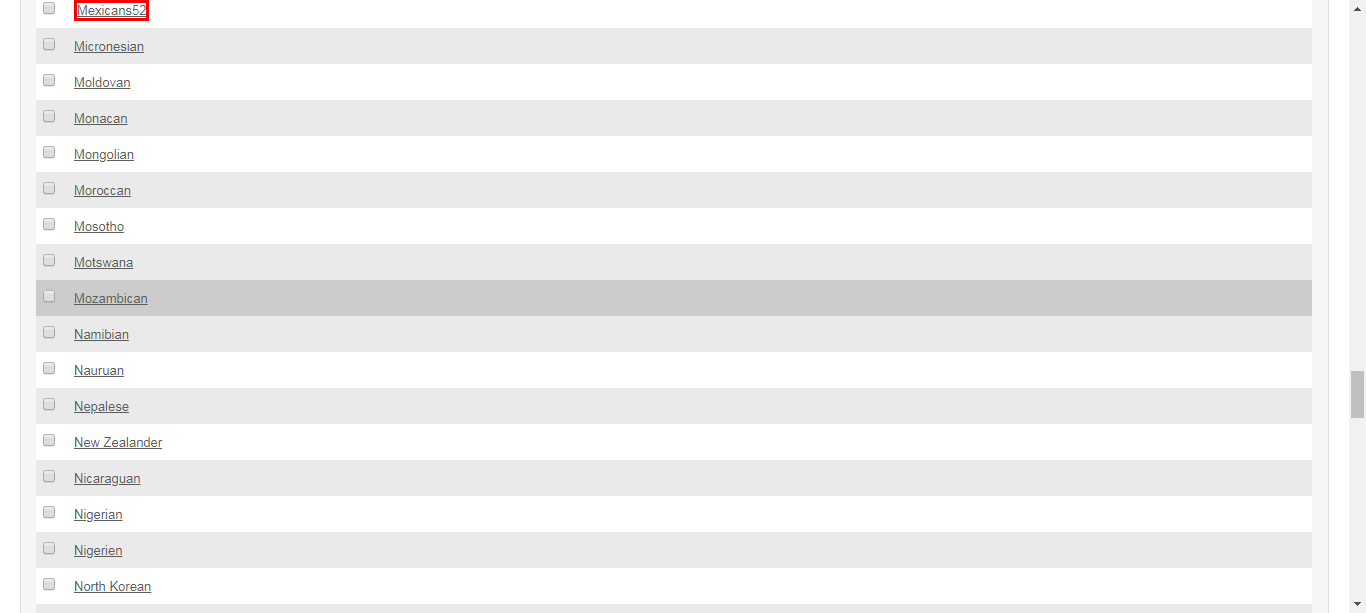 Mexicans52
Micronesian
Moldovan
Monacan
Mongolian
Moroccan
Mosotho
Motswana
Mozambican
Namibian
Nauruan
Nepalese
New Zealander
Nicaraguan
Nigerian
Nigerien
North Korean